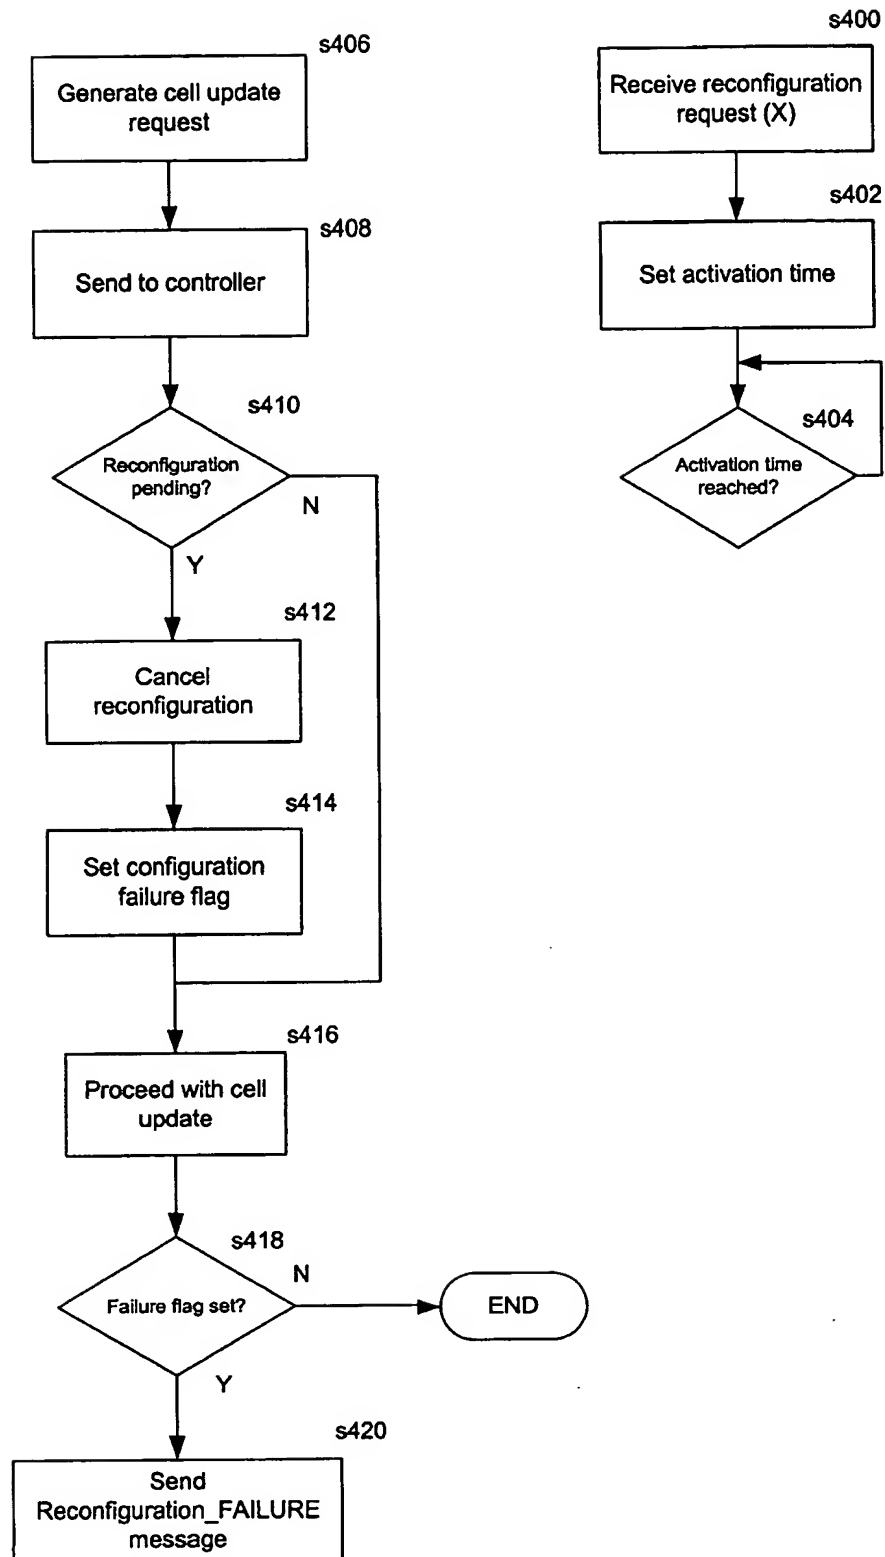 s406
Generate cell update
request
s408
Send to controller
s410
Reconfiguration
pending?
N
Y
s412
Cancel
reconfiguration
s414
Set configuration
failure flag
s416
Proceed with cell
update
s418
Failure flag set?
N
END
Y
s420
Send
Reconfiguration_FAILURE
message
s400
Receive reconfiguration
request (X)
s402
Set activation time
s404
Activation time
reached?